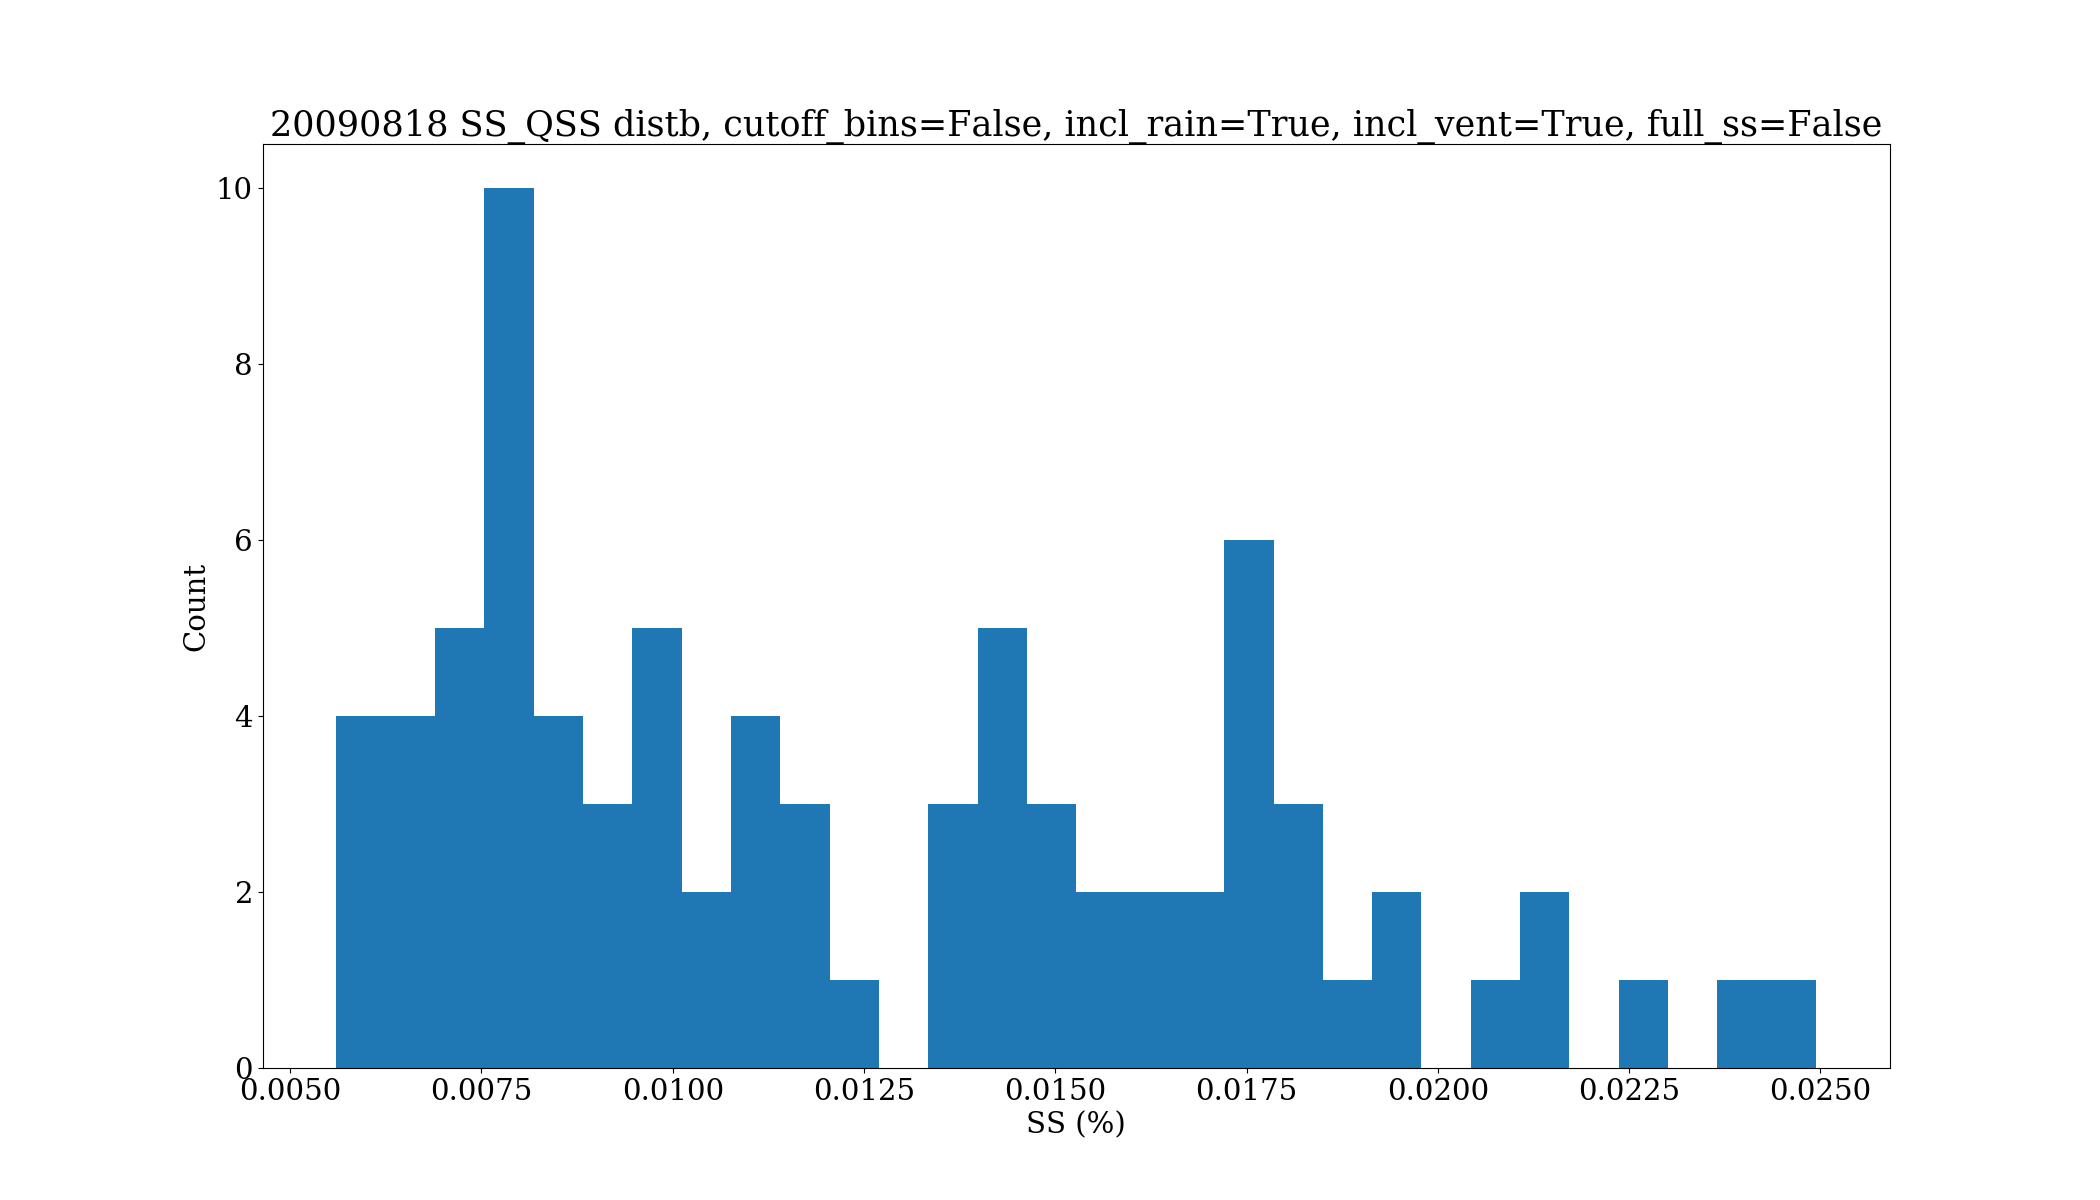 20090818 SS_QSS distb, cutoff_bins=False, incl_rain=True, incl_vent=True, full_ss=False
10
8
6
4
2
0
Count
0.0050 0.0075 0.0100 0.0125 0.0150 0.0175 0.0200 0.0225 0.0250
SS (%)